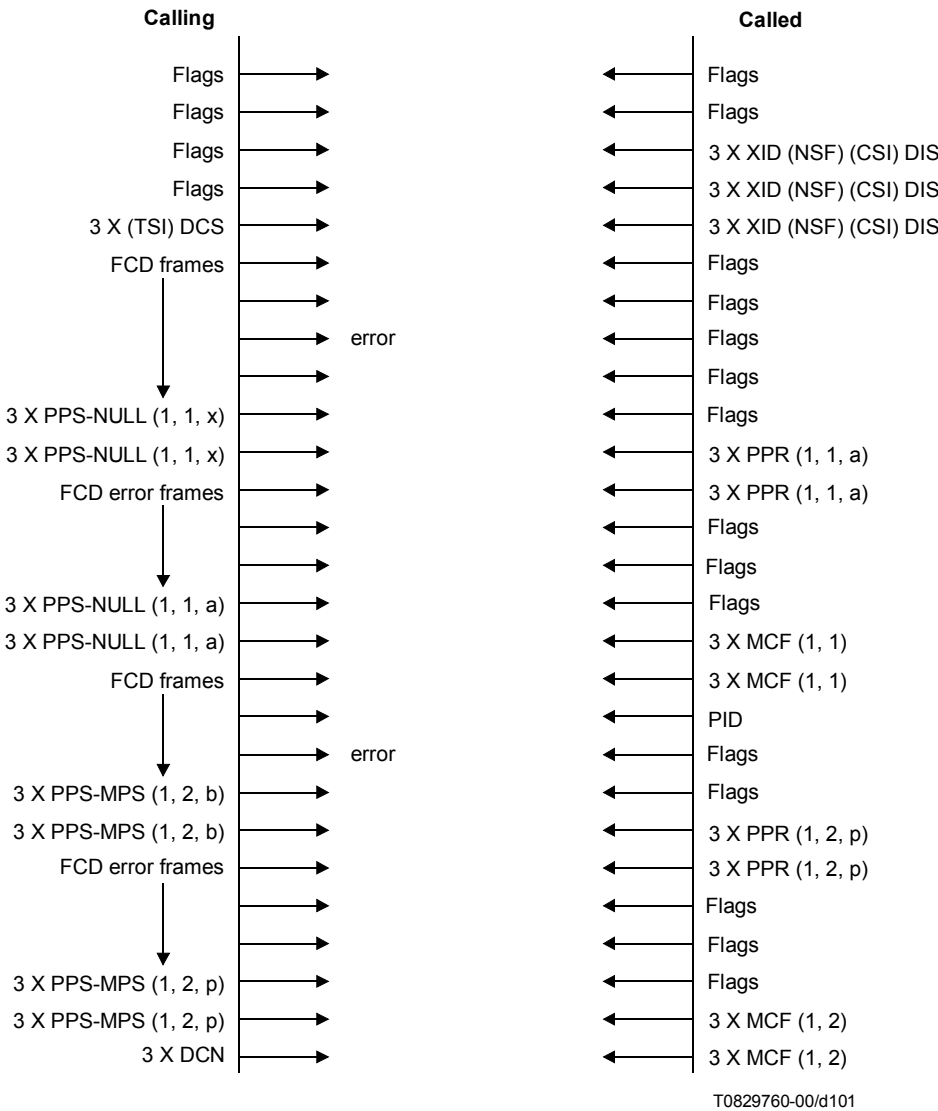 Calling Called
Flags Flags
Flags Flags
Flags 3 X XID (NSF) (CSI) DIS
Flags 3 X XID (NSF) (CSI) DIS
3 X (TSI) DCS 3 X XID (NSF) (CSI) DIS
FCD frames Flags
Flags
error Flags
Flags
3 X PPS-NULL (1, 1, x) Flags
3 X PPS-NULL (1, 1, x) 3 X PPR (1, 1, a)
FCD error frames 3 X PPR (1, 1, a)
Flags
Flags
3 X PPS-NULL (1, 1, a) Flags
3 X PPS-NULL (1, 1, a) 3 X MCF (1, 1)
FCD frames 3 X MCF (1, 1)
PID
error Flags
3 X PPS-MPS (1, 2, b) Flags
3 X PPS-MPS (1, 2, b) 3 X PPR (1, 2, p)
FCD error frames 3 X PPR (1, 2, p)
Flags
Flags
3 X PPS-MPS (1, 2, p) Flags
3 X PPS-MPS (1, 2, p) 3 X MCF (1, 2)
3 X DCN 3 X MCF (1, 2)
T0829760-00/d101